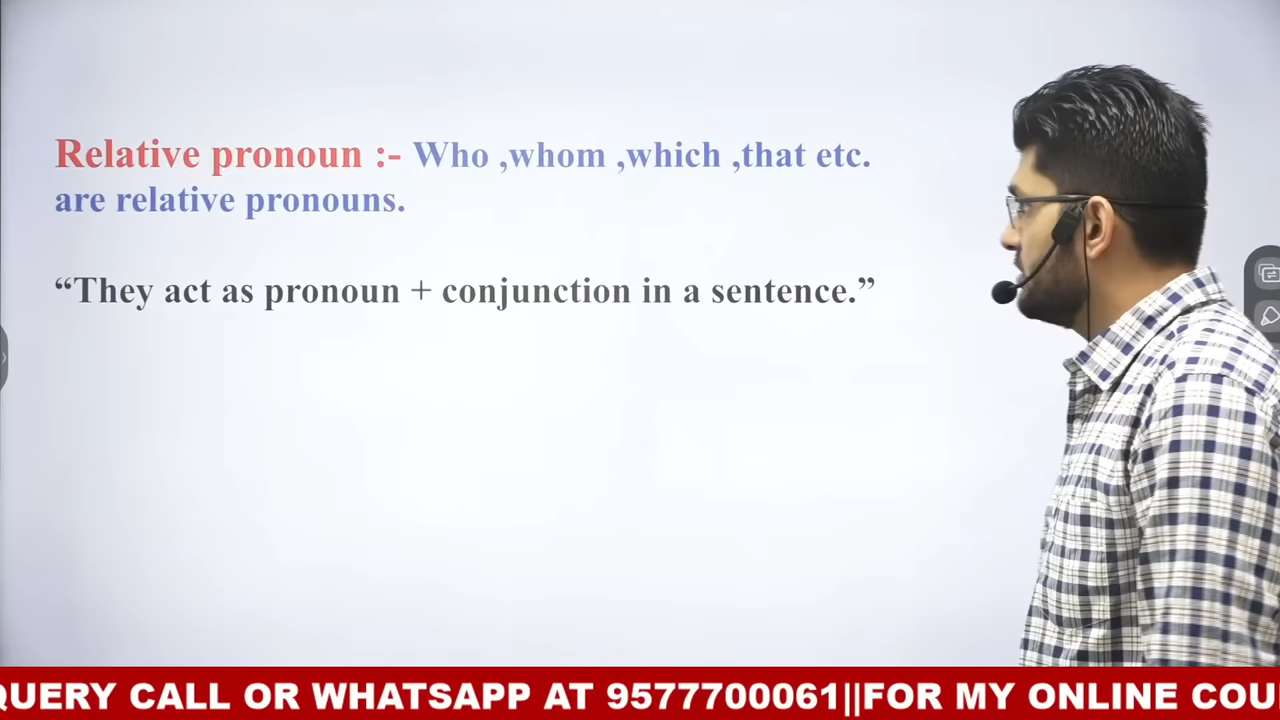 Relative pronoun :- Who ,whom ,which ,that etc.
are relative pronouns.
“They act as pronoun + conjunction in a sentence.”
QUERY CALL OR WHATSAPP AT 9577700061||FOR MY ONLINE COU